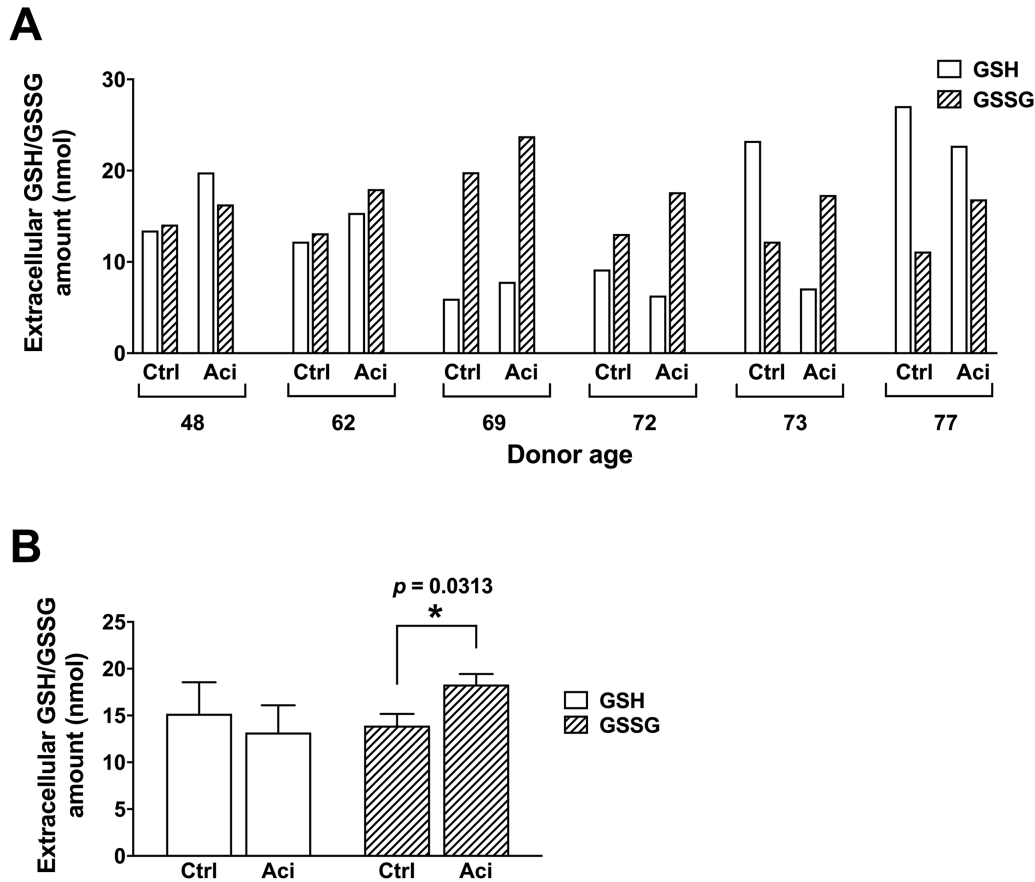 A
Extracellular GSH/GSSG
amount (nmol)
30
20
10
0
GSH
GSSG
Ctrl Aci Ctrl Aci Ctrl Aci Ctrl Aci Ctrl Aci Ctrl Aci
48 62 69 72 73 77
Donor age
B
Extracellular GSH/GSSG
amount (nmol)
25
20
15
10
5
0
p = 0.0313
*
GSH
GSSG
Ctrl Aci Ctrl Aci